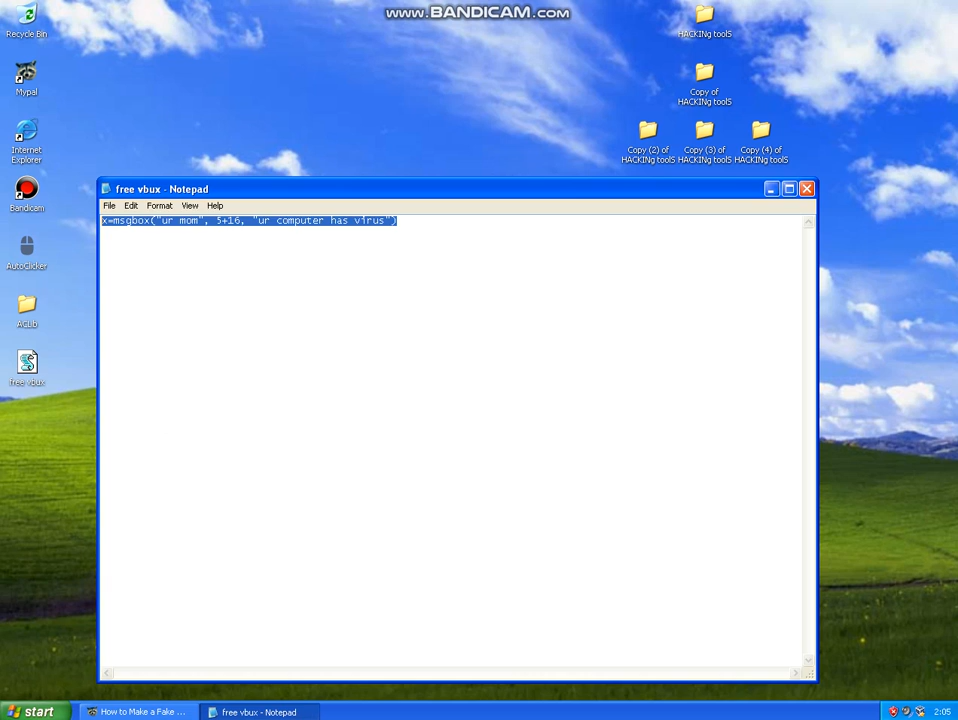 www.BANDICAM.com
Recycle Bin
HACKINg toolS
Mypal
Copy of
HACKINg toolS
Internet
Explorer
Copy (2) of
HACKINg toolS
Copy (3) of
HACKINg toolS
Copy (4) of
HACKINg toolS
free vbux - Notepad
Bandicam
File Edit Format View Help
x=msgbox("ur mom", 5+16, "ur computer has virus")
AutoClicker
ACLib
free vbux
start
How to Make a Fake ...
free vbux - Notepad
2:05